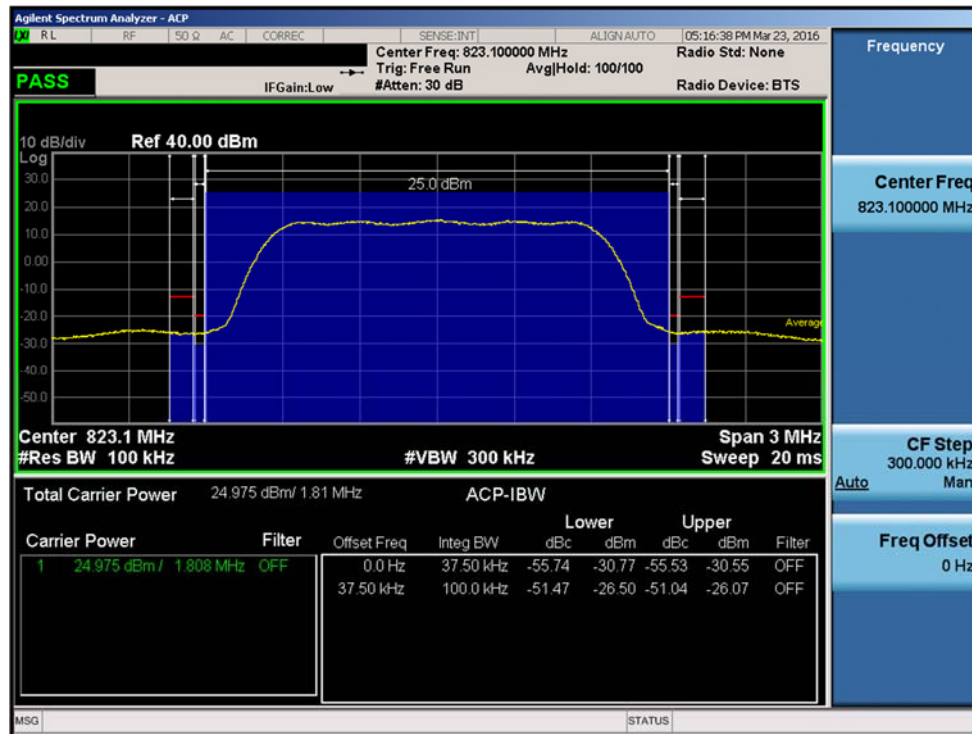 Agilent Spectrum Analyzer - ACP
LXI RL RF 50 Ω AC CORREC SENSE:INT ALIGN AUTO 05:16:38 PM Mar 23, 2016
Center Freq: 823.100000 MHz Radio Std: None
Trig: Free Run Avg|Hold: 100/100
PASS IFGain:Low #Atten: 30 dB Radio Device: BTS
10 dB/div Ref 40.00 dBm
Log
30.0
25.0 dBm
20.0
10.0
0.00
-10.0
-20.0
Average
-30.0
-40.0
-50.0
Center 823.1 MHz Span 3 MHz
#Res BW 100 kHz #VBW 300 kHz Sweep 20 ms
Total Carrier Power 24.975 dBm/ 1.81 MHz ACP-IBW
Lower Upper
Carrier Power Filter Offset Freq Integ BW dBc dBm dBc dBm Filter
1 24.975 dBm / 1.808 MHz OFF 0.0 Hz 37.50 kHz -55.74 -30.77 -55.53 -30.55 OFF
37.50 kHz 100.0 kHz -51.47 -26.50 -51.04 -26.07 OFF
MSG STATUS
Frequency
Center Freq
823.100000 MHz
CF Step
300.000 kHz
Auto Man
Freq Offset
0 Hz